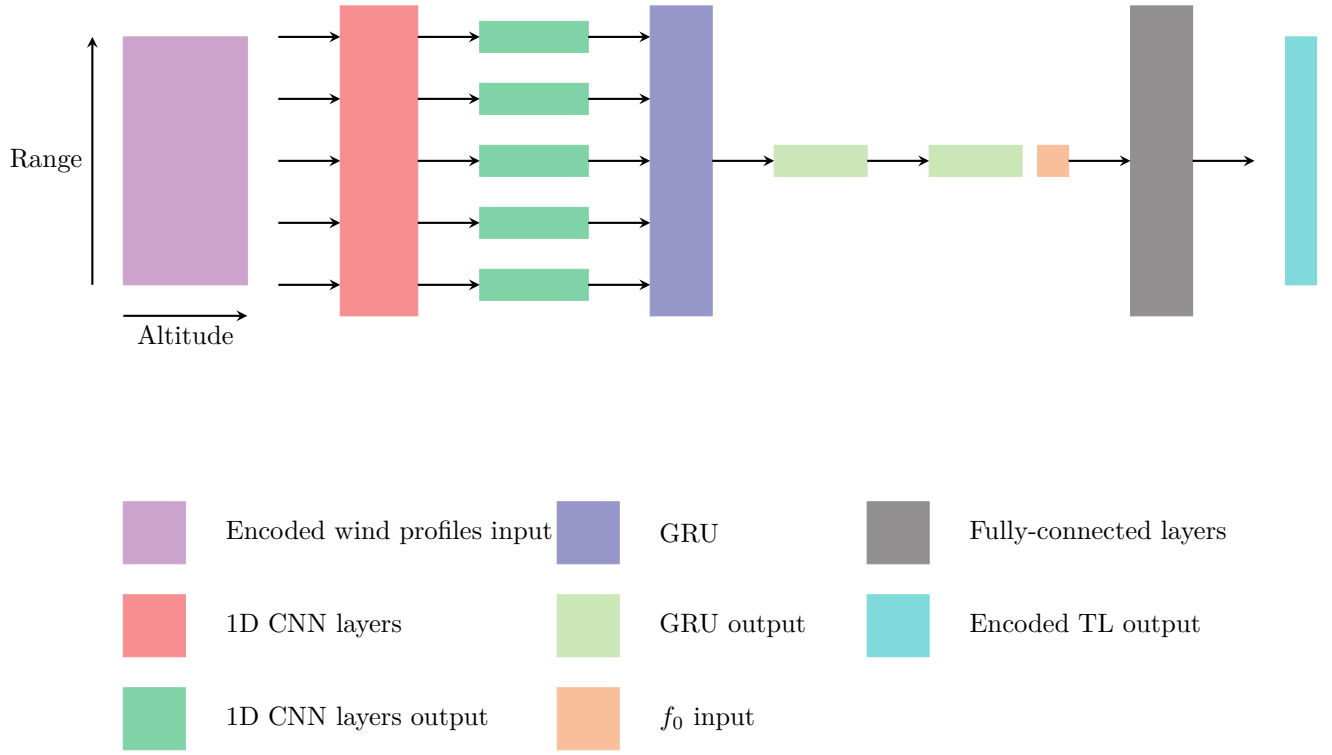 Range
Altitude
Encoded wind profiles input
GRU
Fully-connected layers
1D CNN layers
GRU output
Encoded TL output
1D CNN layers output
f₀ input